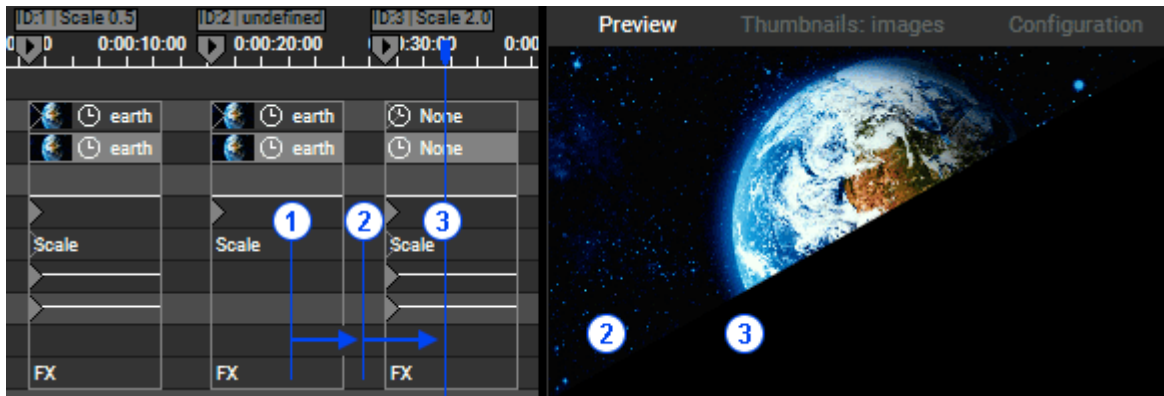 ID:1 | Scale 0.5 ID:2 | undefined ID:3 | Scale 2.0
0:00:10:00 0:00:20:00 0:00
Preview Thumbnails: images Configuration
earth earth None
earth earth None
1 2 3
Scale Scale Scale
2 3
FX FX FX